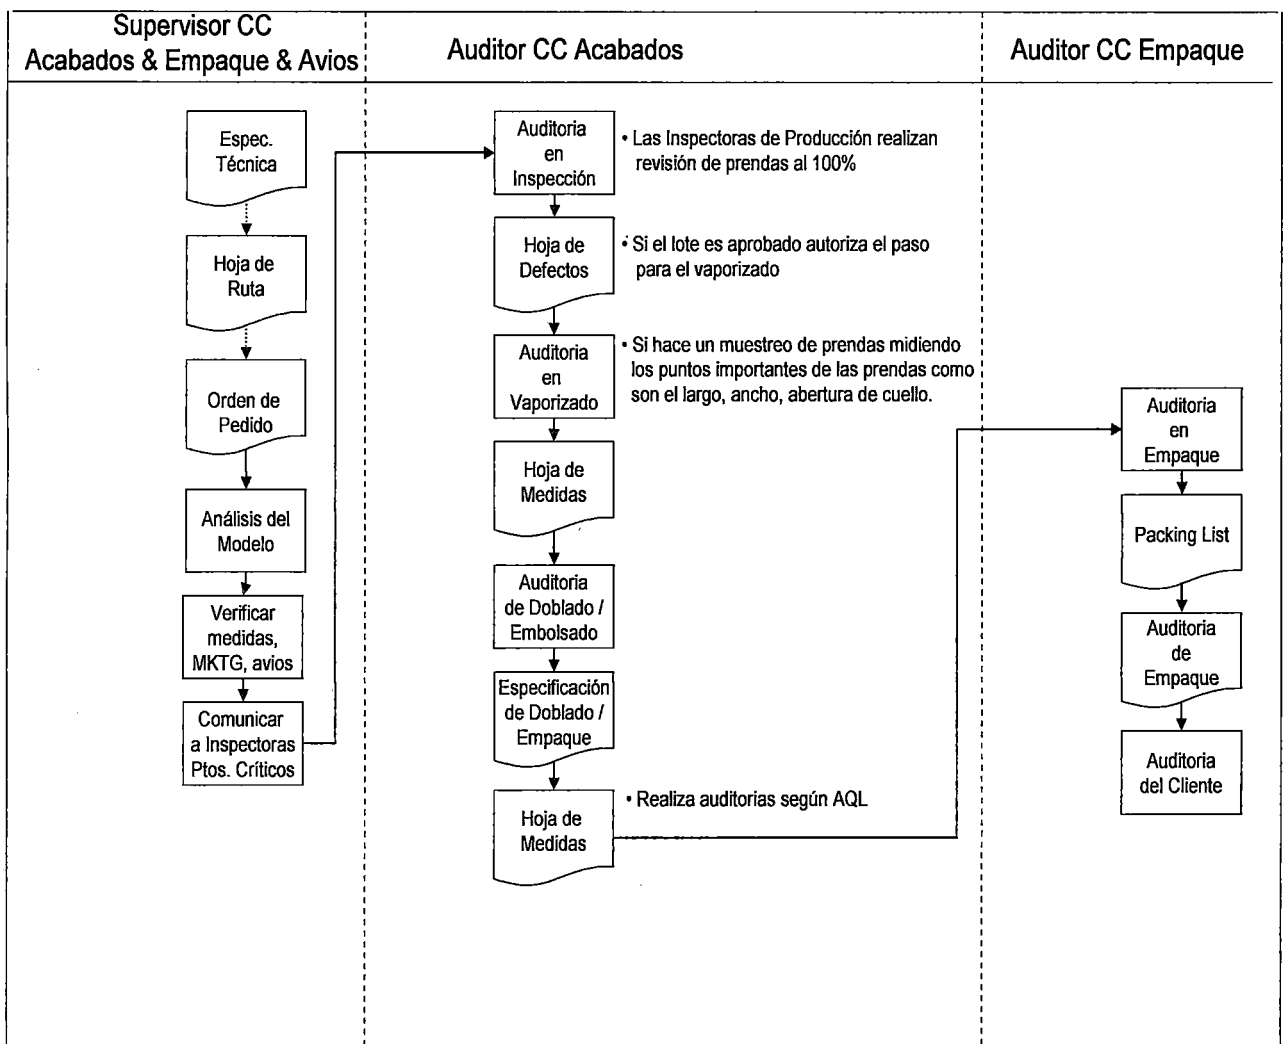 Supervisor CC
Acabados & Empaque & Avios
Auditor CC Acabados
Auditor CC Empaque
Espec.
Técnica
Hoja de
Ruta
Orden de
Pedido
Análisis del
Modelo
Verificar
medidas,
MKTG, avios
Comunicar
a Inspectoras
Ptos. Críticos
Auditoria
en
Inspección
• Las Inspectoras de Producción realizan
revisión de prendas al 100%
Hoja de
Defectos
• Si el lote es aprobado autoriza el paso
para el vaporizado
Auditoria
en
Vaporizado
• Si hace un muestreo de prendas midiendo
los puntos importantes de las prendas como
son el largo, ancho, abertura de cuello.
Hoja de
Medidas
Auditoria
de Doblado /
Embolsado
Especificación
de Doblado /
Empaque
Hoja de
Medidas
• Realiza auditorias según AQL
Auditoria
en
Empaque
Packing List
Auditoria
de
Empaque
Auditoria
del Cliente